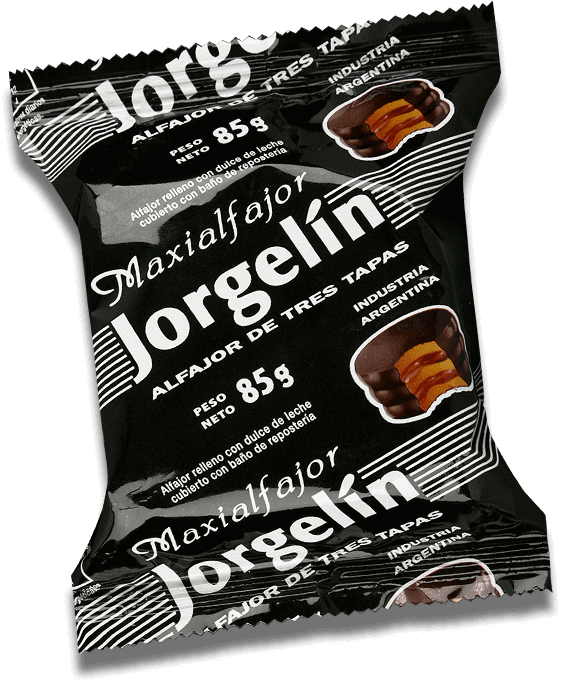 Jorgelín
ALFAJOR DE TRES TAPAS
INDUSTRIA
ARGENTINA
PESO
NETO 85g
Alfajor relleno con dulce de leche
cubierto con baño de repostería
Maxialfajor
Jorgelín
ALFAJOR DE TRES TAPAS
INDUSTRIA
ARGENTINA
PESO
NETO 85g
Alfajor relleno con dulce de leche
cubierto con baño de repostería
Maxialfajor
Jorgelín
ALFAJOR DE TRES TAPAS
INDUSTRIA
ARGENTINA